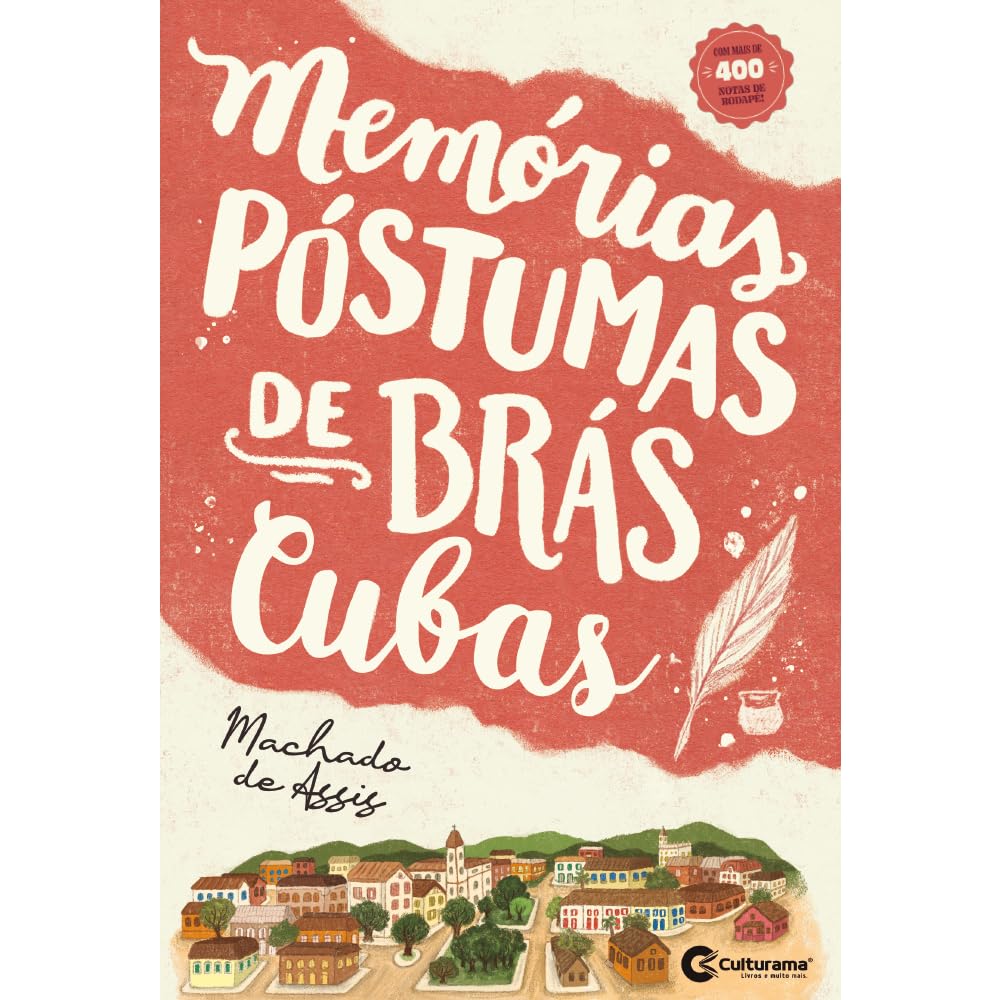 COM MAIS DE
400
NOTAS DE
RODAPÉ!
Memórias
PÓSTUMAS
DE BRÁS
Cubas
Machado
de Assis
Culturama®
Livros e muito mais.